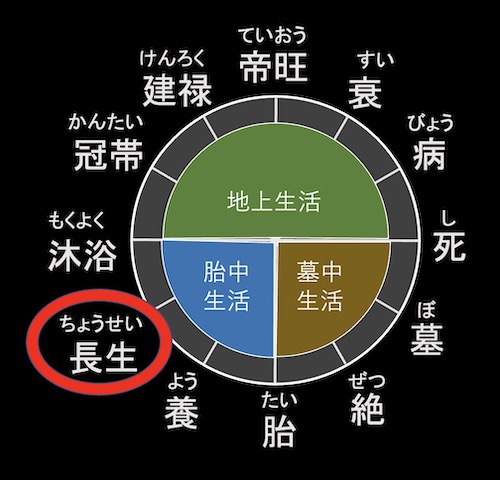 ていおう
帝旺
すい
衰
びょう
病
し
死
ぼ
墓
ぜつ
絶
たい
胎
よう
養
ちょうせい
長生
もくよく
沐浴
かんたい
冠帯
けんろく
建禄
地上生活
胎中
生活
墓中
生活